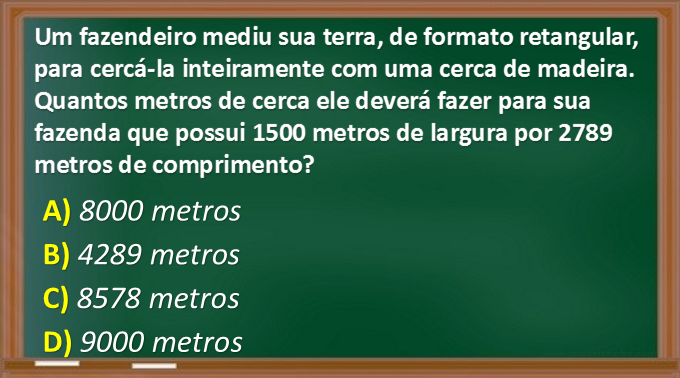 Um fazendeiro mediu sua terra, de formato retangular,
para cercá-la inteiramente com uma cerca de madeira.
Quantos metros de cerca ele deverá fazer para sua
fazenda que possui 1500 metros de largura por 2789
metros de comprimento?
A) 8000 metros
B) 4289 metros
C) 8578 metros
D) 9000 metros